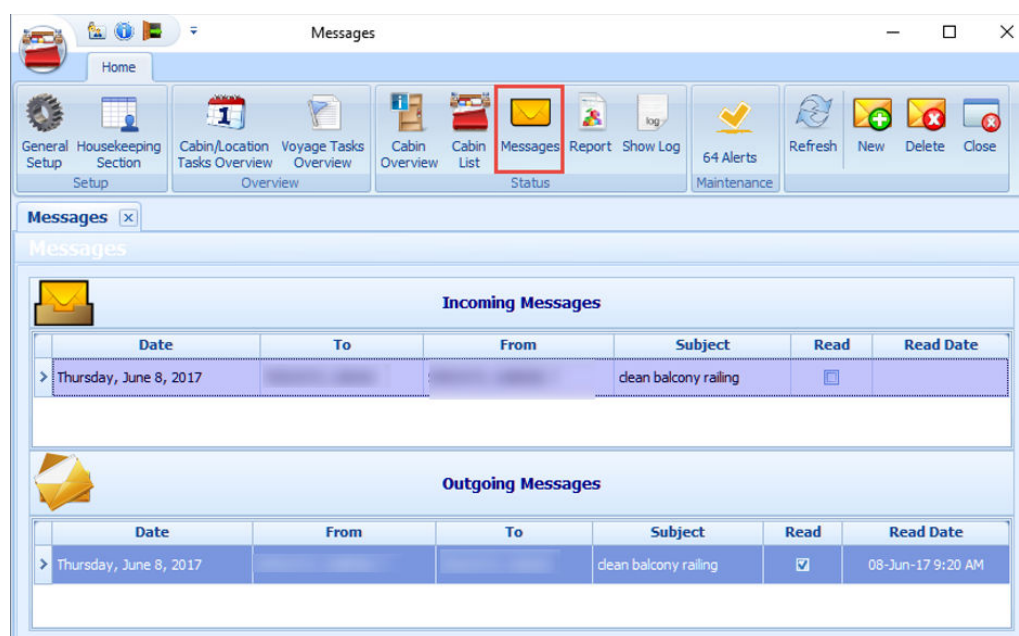 Messages
Home
General Setup
Housekeeping Section
Cabin/Location Tasks Overview
Voyage Tasks Overview
Cabin Overview
Cabin List
Messages
Report
log
Show Log
64 Alerts
Refresh
New
Delete
Close
Setup
Overview
Status
Maintenance
Messages
Messages
Incoming Messages
Date To From Subject Read Read Date
Thursday, June 8, 2017 clean balcony railing
Outgoing Messages
Date From To Subject Read Read Date
Thursday, June 8, 2017 clean balcony railing 08-Jun-17 9:20 AM